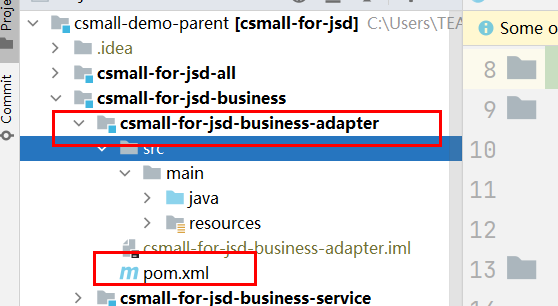 Proje
Commit
csmall-demo-parent [csmall-for-jsd] C:\Users\TEA
.idea
csmall-for-jsd-all
csmall-for-jsd-business
csmall-for-jsd-business-adapter
src
main
java
resources
csmall-for-jsd-business-adapter.iml
pom.xml
csmall-for-jsd-business-service
Some o
8
9
10
11
12
13